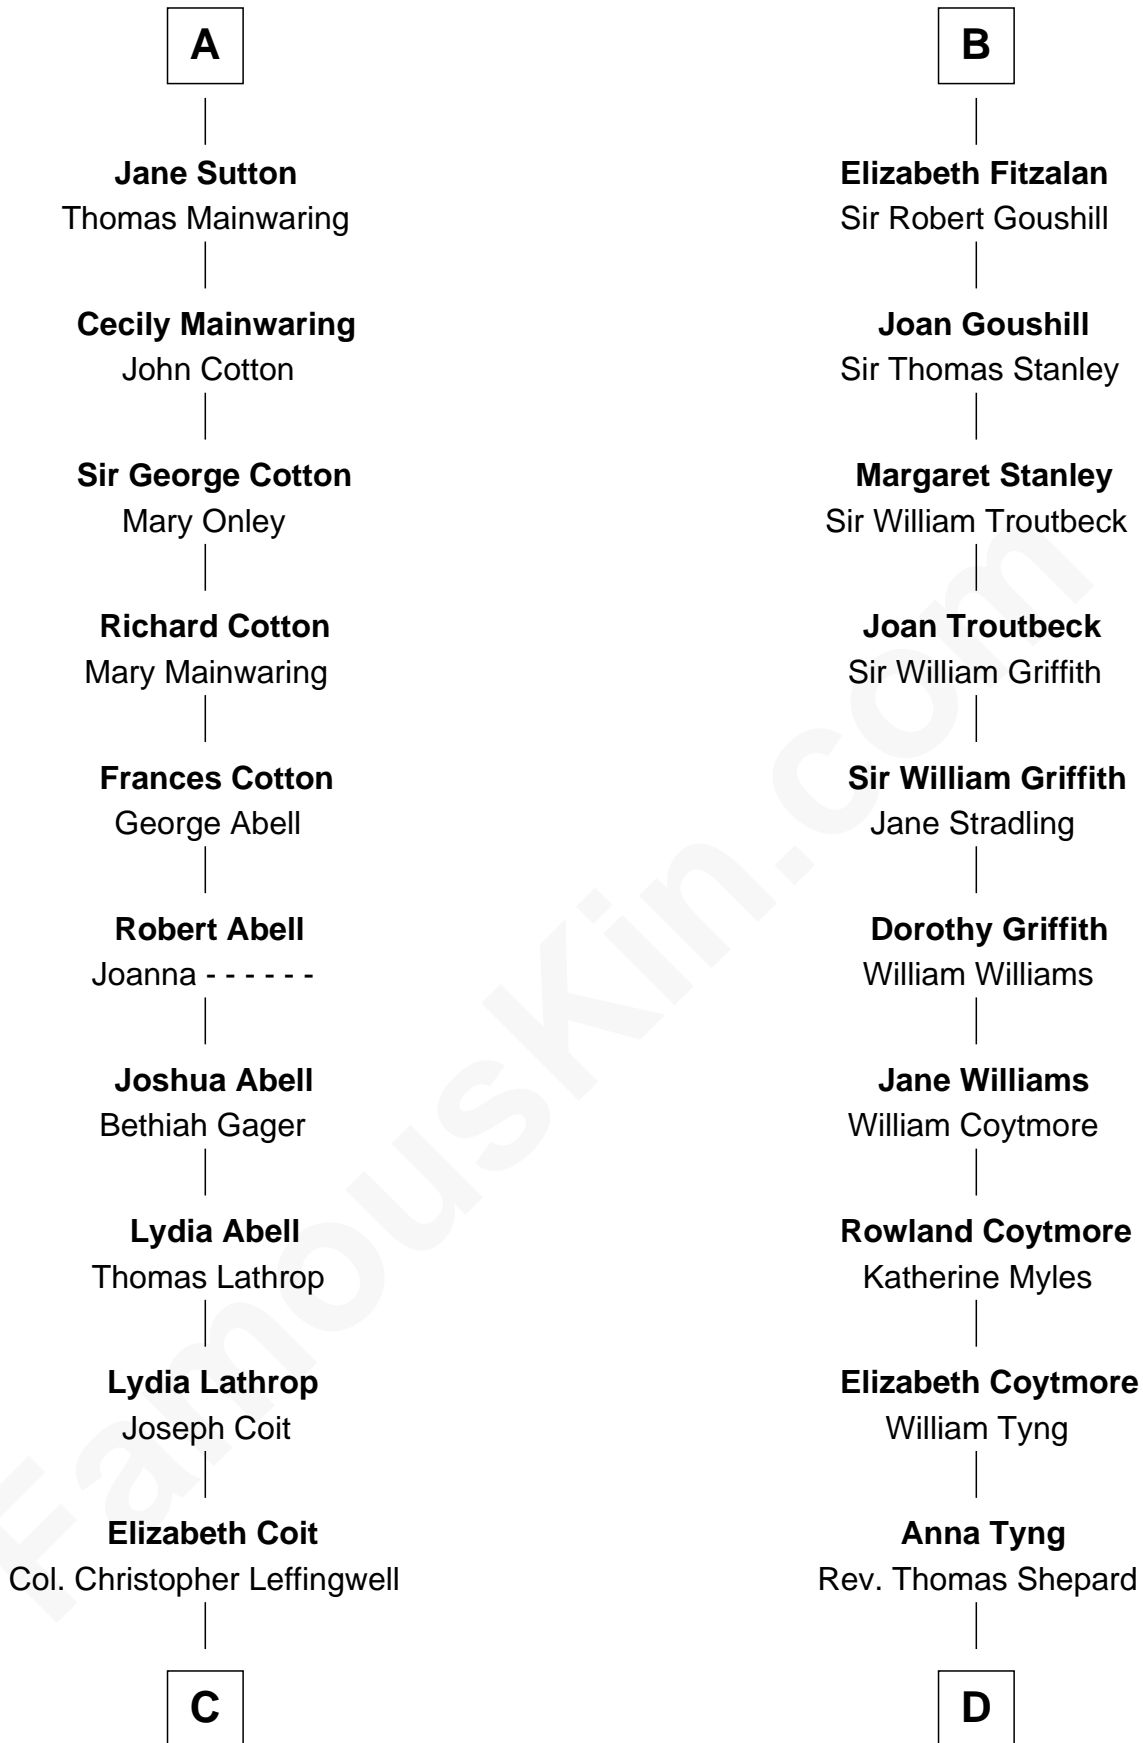 A
Jane Sutton
Thomas Mainwaring
Cecily Mainwaring
John Cotton
Sir George Cotton
Mary Onley
Richard Cotton
Mary Mainwaring
Frances Cotton
George Abell
Robert Abell
Joanna - - - - - -
Joshua Abell
Bethiah Gager
Lydia Abell
Thomas Lathrop
Lydia Lathrop
Joseph Coit
Elizabeth Coit
Col. Christopher Leffingwell
C
B
Elizabeth Fitzalan
Sir Robert Goushill
Joan Goushill
Sir Thomas Stanley
Margaret Stanley
Sir William Troutbeck
Joan Troutbeck
Sir William Griffith
Sir William Griffith
Jane Stradling
Dorothy Griffith
William Williams
Jane Williams
William Coytmore
Rowland Coytmore
Katherine Myles
Elizabeth Coytmore
William Tyng
Anna Tyng
Rev. Thomas Shepard
D
FamousKin.com